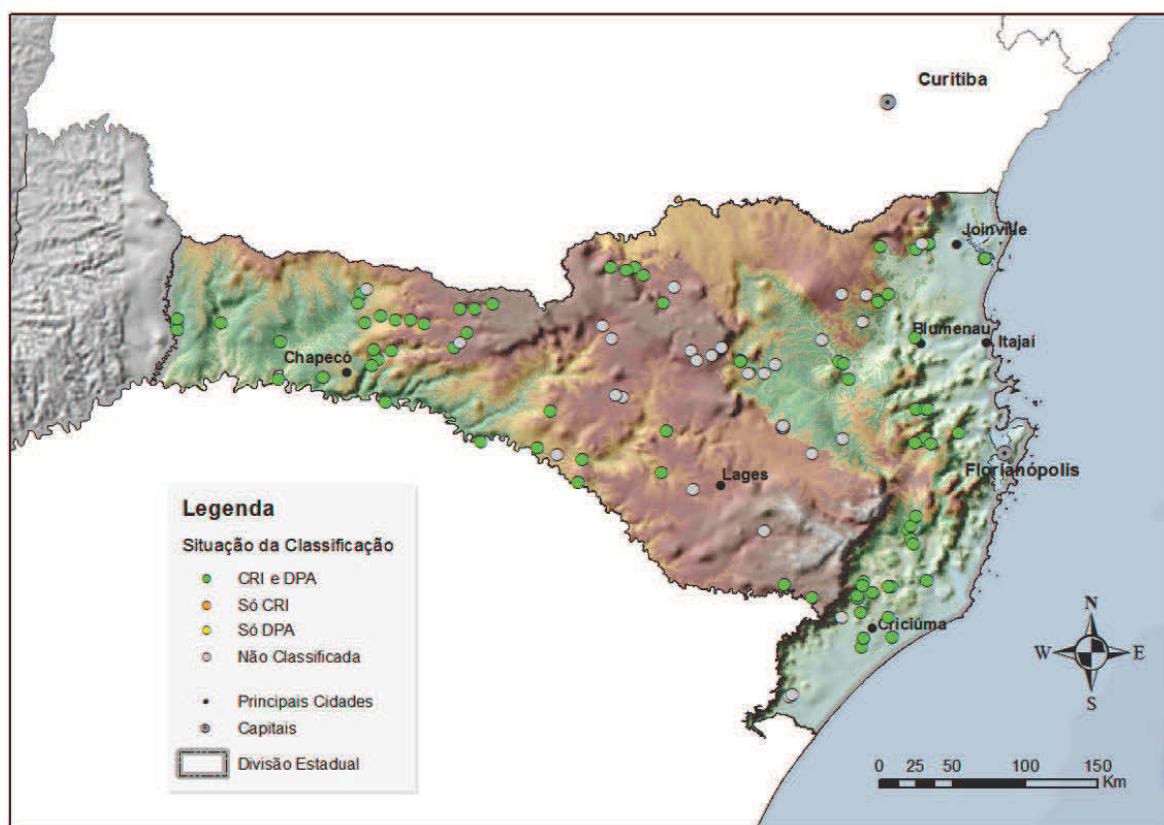 Curitiba
Joinville
Blumenau
Itajaí
Chapecó
Florianópolis
Lages
Criciúma
Legenda
Situação da Classificação
CRI e DPA
Só CRI
Só DPA
Não Classificada
Principais Cidades
Capitais
Divisão Estadual
N
W E
S
0 25 50 100 150
Km